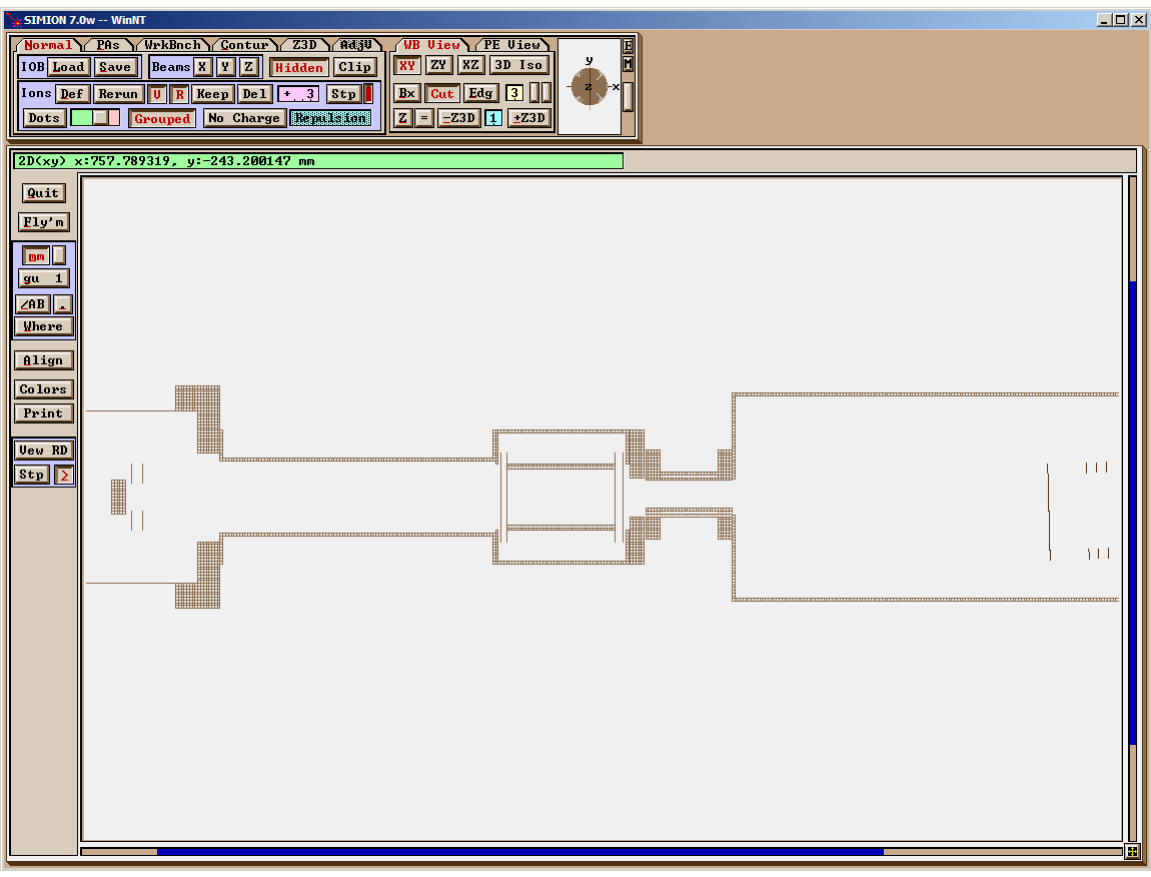 SIMION 7.0w -- WinNT
Normal PAs WrkBnch Contur Z3D AdjV WB View PE View
IOB Load Save Beams X Y Z Hidden Clip XY ZY XZ 3D Iso
Ions Def Rerun V R Keep Del + 3 Stp Bx Cut Edg 3
Dots Grouped No Charge Repulsion Z = -Z3D 1 +Z3D
y
z x
E
M
2D(xy) x:757.789319, y:-243.200147 mm
Quit
Fly'm
mm
gu 1
∠AB .
Where
Align
Colors
Print
Vew RD
Stp >